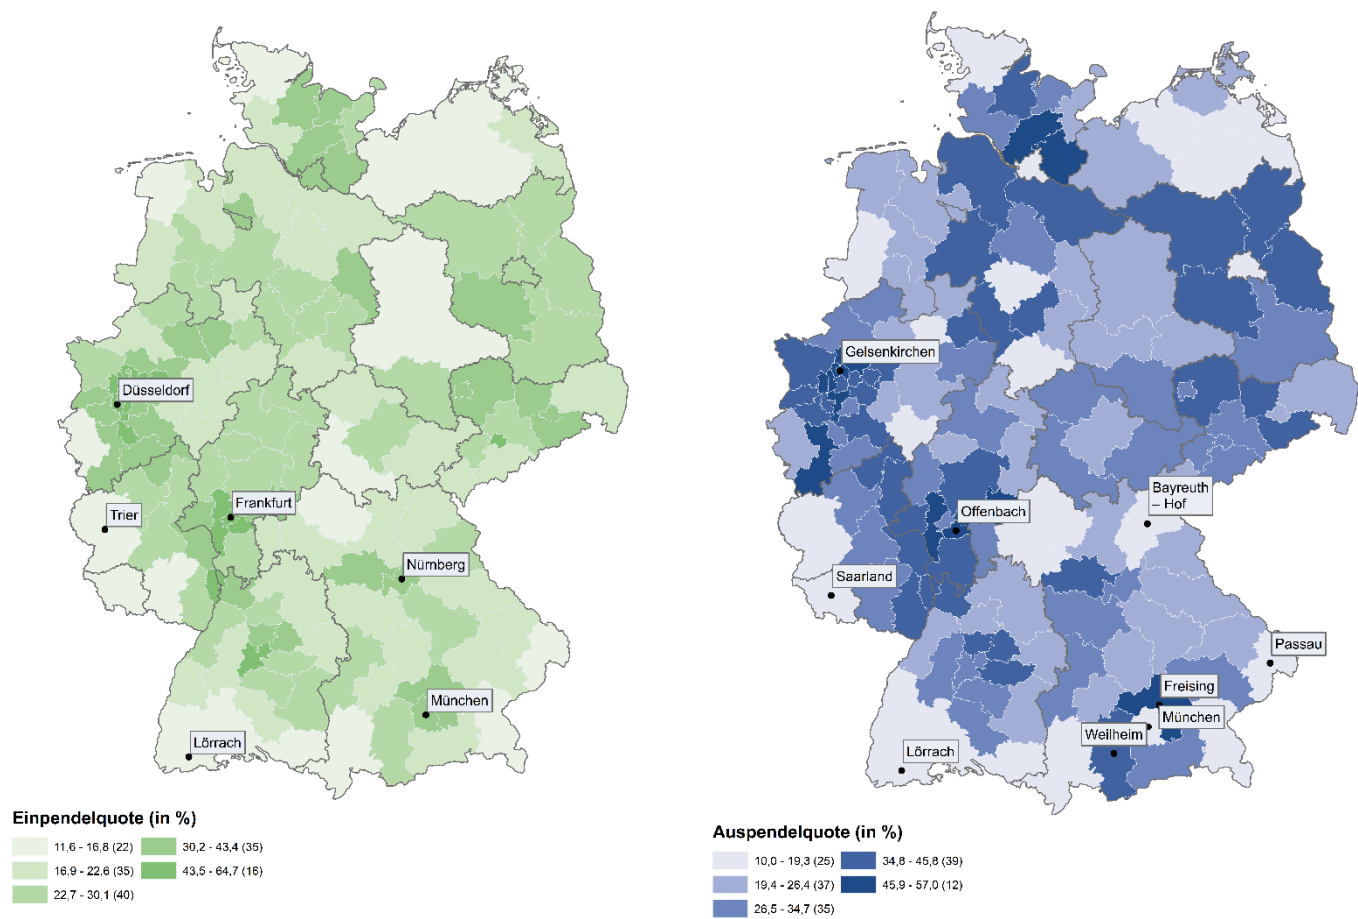 Düsseldorf
Trier
Frankfurt
Nürnberg
München
Lörrach
Einpendelquote (in %)
11,6 - 16,8 (22)
30,2 - 43,4 (35)
16,9 - 22,6 (35)
43,5 - 64,7 (16)
22,7 - 30,1 (40)
Gelsenkirchen
Bayreuth
– Hof
Offenbach
Saarland
Passau
Freising
München
Weilheim
Lörrach
Auspendelquote (in %)
10,0 - 19,3 (25)
34,8 - 45,8 (39)
19,4 - 26,4 (37)
45,9 - 57,0 (12)
26,5 - 34,7 (35)